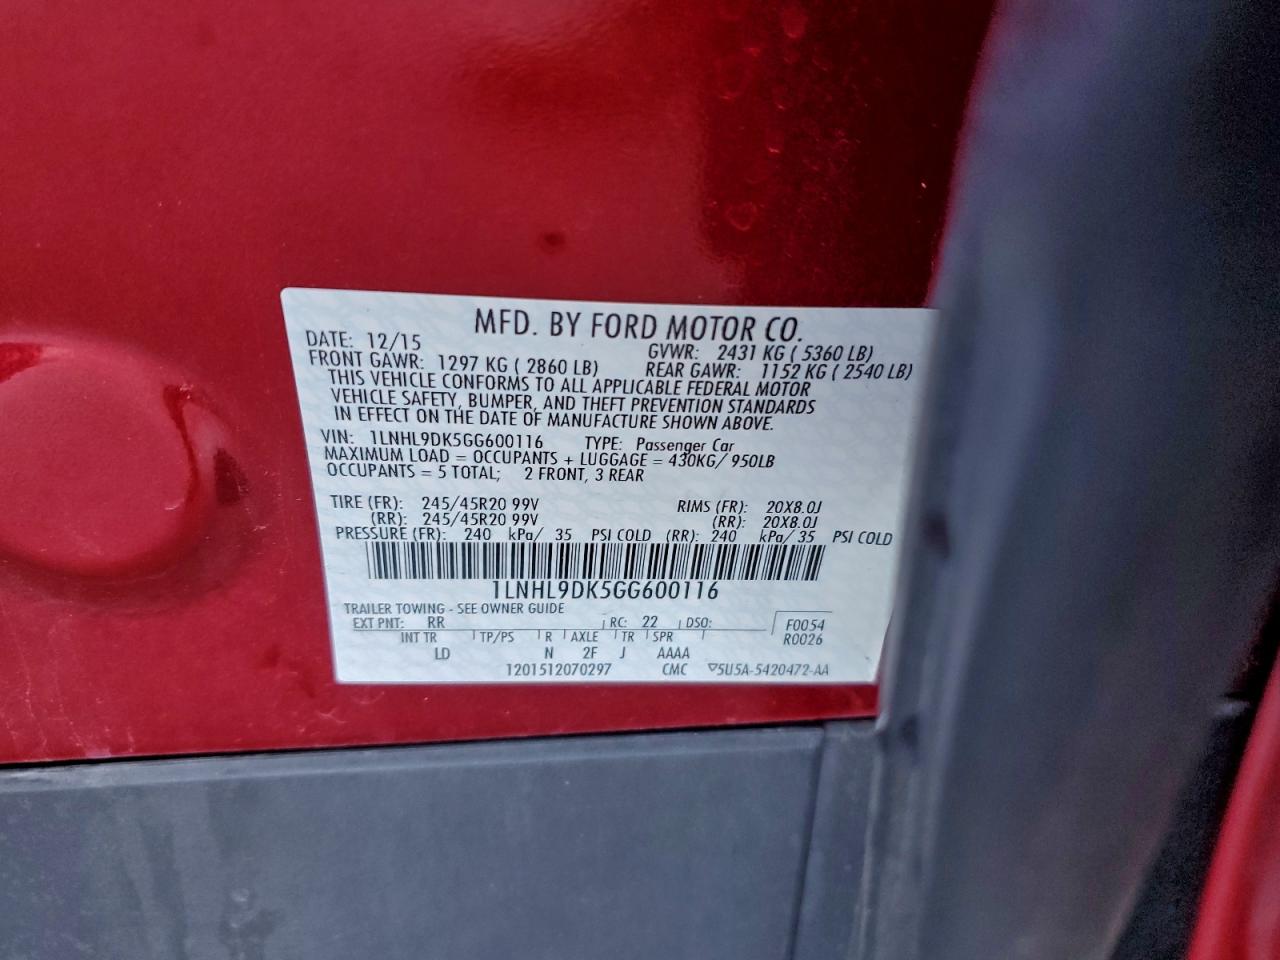 MFD. BY FORD MOTOR CO.
DATE: 12/15 GVWR: 2431 KG ( 5360 LB)
FRONT GAWR: 1297 KG ( 2860 LB) REAR GAWR: 1152 KG ( 2540 LB)
THIS VEHICLE CONFORMS TO ALL APPLICABLE FEDERAL MOTOR
VEHICLE SAFETY, BUMPER, AND THEFT PREVENTION STANDARDS
IN EFFECT ON THE DATE OF MANUFACTURE SHOWN ABOVE.
VIN: 1LNHL9DK5GG600116 TYPE: Passenger Car
MAXIMUM LOAD = OCCUPANTS + LUGGAGE = 430KG/ 950LB
OCCUPANTS = 5 TOTAL; 2 FRONT, 3 REAR
TIRE (FR): 245/45R20 99V RIMS (FR): 20X8.0J
(RR): 245/45R20 99V (RR): 20X8.0J
PRESSURE (FR): 240 kPa/ 35 PSI COLD (RR): 240 kPa/ 35 PSI COLD
1LNHL9DK5GG600116
TRAILER TOWING - SEE OWNER GUIDE
EXT PNT: RR RC: 22 DSO: F0054
INT TR TP/PS R AXLE TR SPR R0026
LD N 2F J AAAA
1201512070297 CMC ▽5U5A-5420472-AA